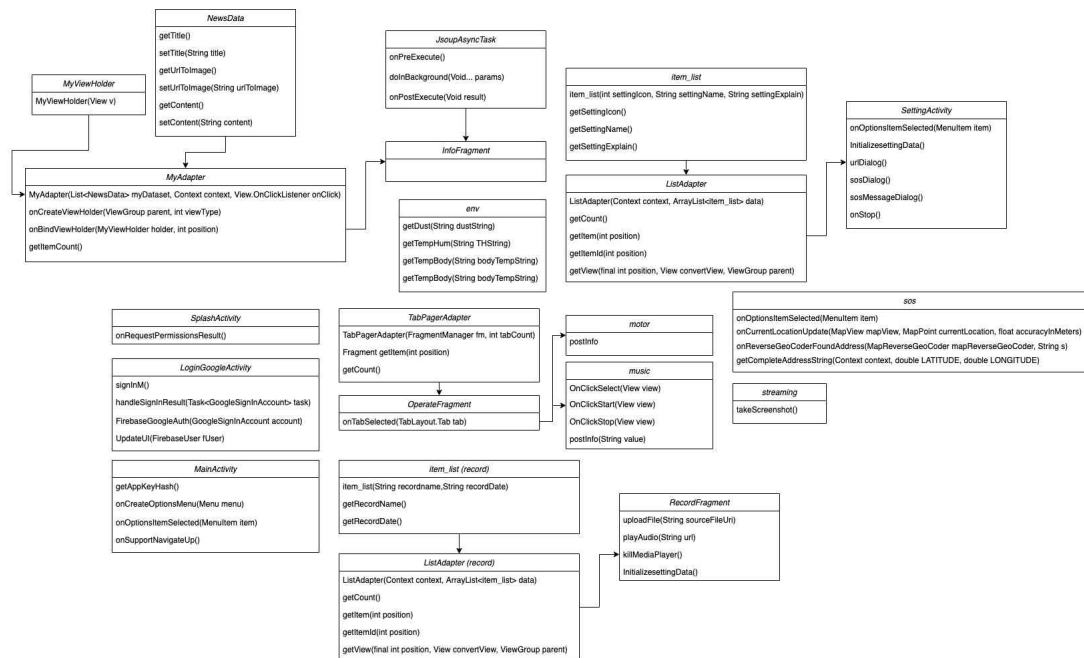 NewsData
getTitle()
setTitle(String title)
getUrlToImage()
setUrlToImage(String urlToImage)
getContent()
setContent(String content)
MyViewHolder
MyViewHolder(View v)
MyAdapter
MyAdapter(List<NewsData> myDataset, Context context, View.OnClickListener onClick)
onCreateViewHolder(ViewGroup parent, int viewType)
onBindViewHolder(MyViewHolder holder, int position)
getItemCount()
JsoupAsyncTask
onPreExecute()
doInBackground(Void... params)
onPostExecute(Void result)
InfoFragment
env
getDust(String dustString)
getTempHum(String THString)
getTempBody(String bodyTempString)
getTempBody(String bodyTempString)
item_list
item_list(int settingIcon, String settingName, String settingExplain)
getSettingIcon()
getSettingName()
getSettingExplain()
ListAdapter
ListAdapter(Context context, ArrayList<item_list> data)
getCount()
getItem(int position)
getItemId(int position)
getView(final int position, View convertView, ViewGroup parent)
SettingActivity
onOptionsItemSelected(MenuItem item)
InitializesettingData()
urlDialog()
sosDialog()
sosMessageDialog()
onStop()
SplashActivity
onRequestPermissionsResult()
LoginGoogleActivity
signInM()
handleSignInResult(Task<GoogleSignInAccount> task)
FirebaseGoogleAuth(GoogleSignInAccount account)
UpdateUI(FirebaseUser fUser)
MainActivity
getAppKeyHash()
onCreateOptionsMenu(Menu menu)
onOptionsItemSelected(MenuItem item)
onSupportNavigateUp()
TabPagerAdapter
TabPagerAdapter(FragmentManager fm, int tabCount)
Fragment getItem(int position)
getCount()
OperateFragment
onTabSelected(TabLayout.Tab tab)
motor
postInfo
music
OnClickSelect(View view)
OnClickStart(View view)
OnClickStop(View view)
postInfo(String value)
sos
onOptionsItemSelected(MenuItem item)
onCurrentLocationUpdate(MapView mapView, MapPoint currentLocation, float accuracyInMeters)
onReverseGeoCoderFoundAddress(MapReverseGeoCoder mapReverseGeoCoder, String s)
getCompleteAddressString(Context context, double LATITUDE, double LONGITUDE)
streaming
takeScreenshot()
item_list (record)
item_list(String recordname,String recordDate)
getRecordName()
getRecordDate()
ListAdapter (record)
ListAdapter(Context context, ArrayList<item_list> data)
getCount()
getItem(int position)
getItemId(int position)
getView(final int position, View convertView, ViewGroup parent)
RecordFragment
uploadFile(String sourceFileUri)
playAudio(String url)
killMediaPlayer()
InitializesettingData()